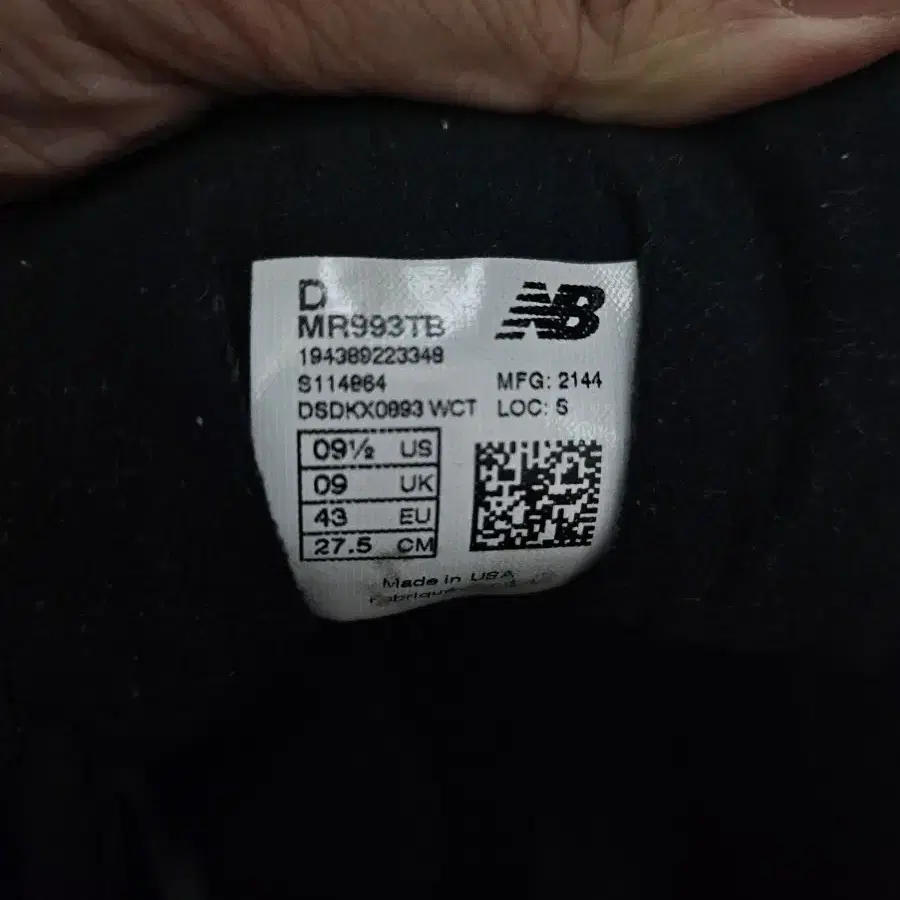 D
MR993TB
NB
194389223348
S114864
MFG: 2144
DSDKX0893 WCT
LOC: S
09½ US
09 UK
43 EU
27.5 CM
Made in USA